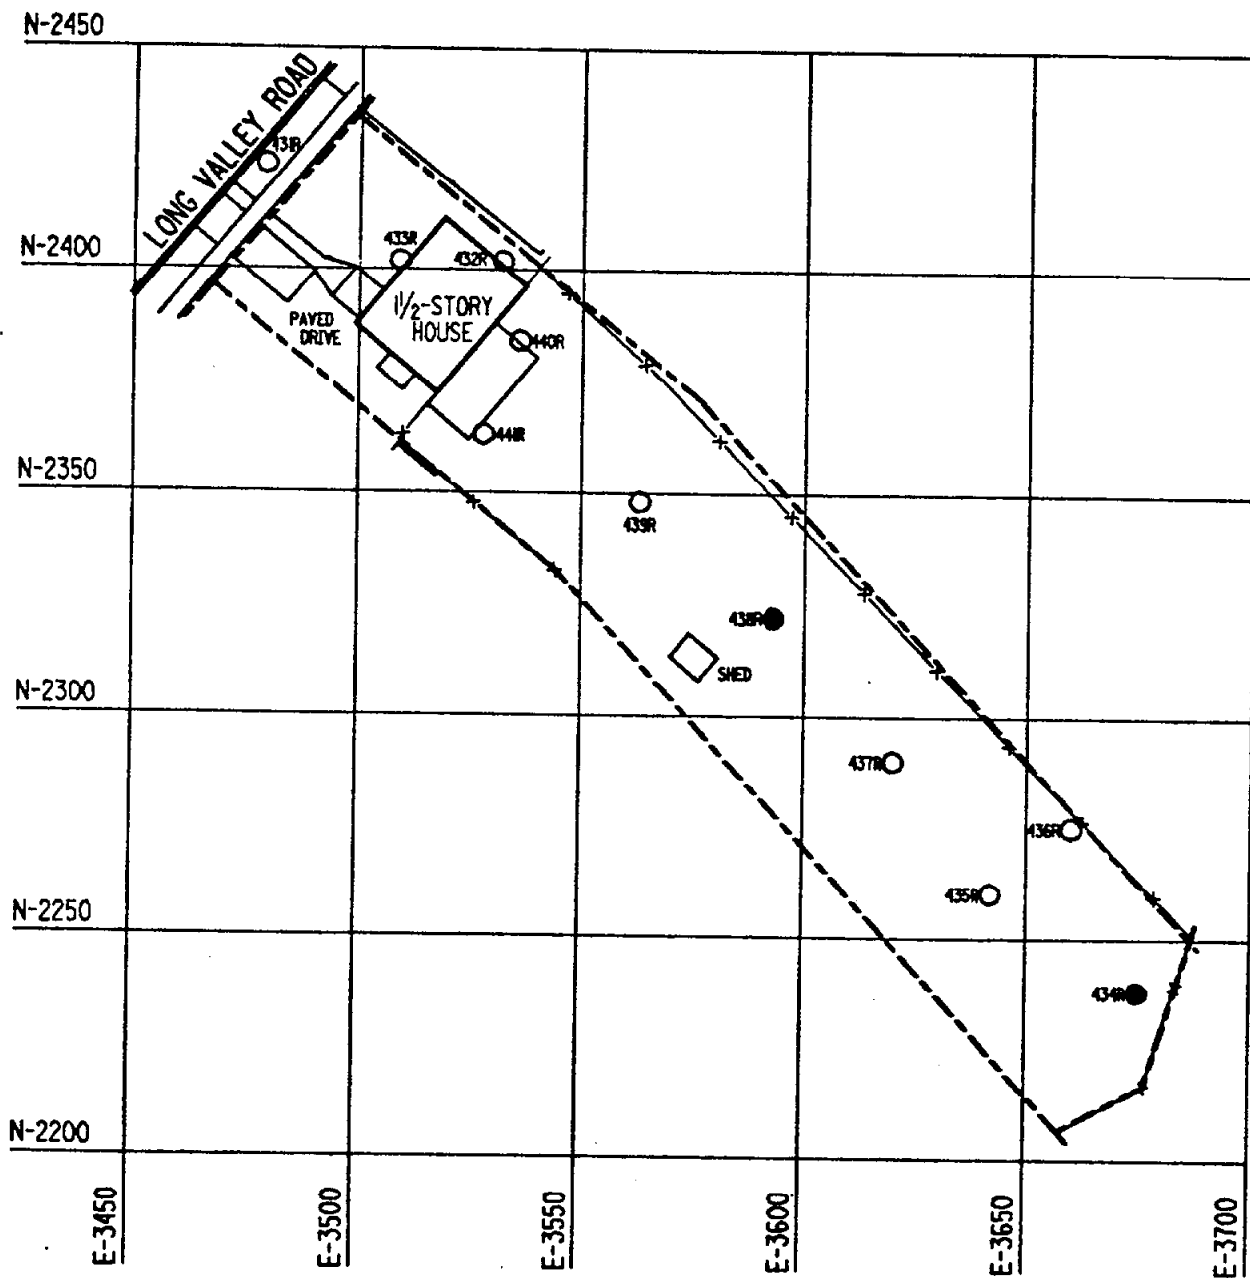 N-2450
LONG VALLEY ROAD
431R
N-2400
433R
432R
1½-STORY
HOUSE
PAVED
DRIVE
440R
441R
N-2350
439R
438R
SHED
N-2300
437R
436R
435R
N-2250
434R
N-2200
E-3450
E-3500
E-3550
E-3600
E-3650
E-3700